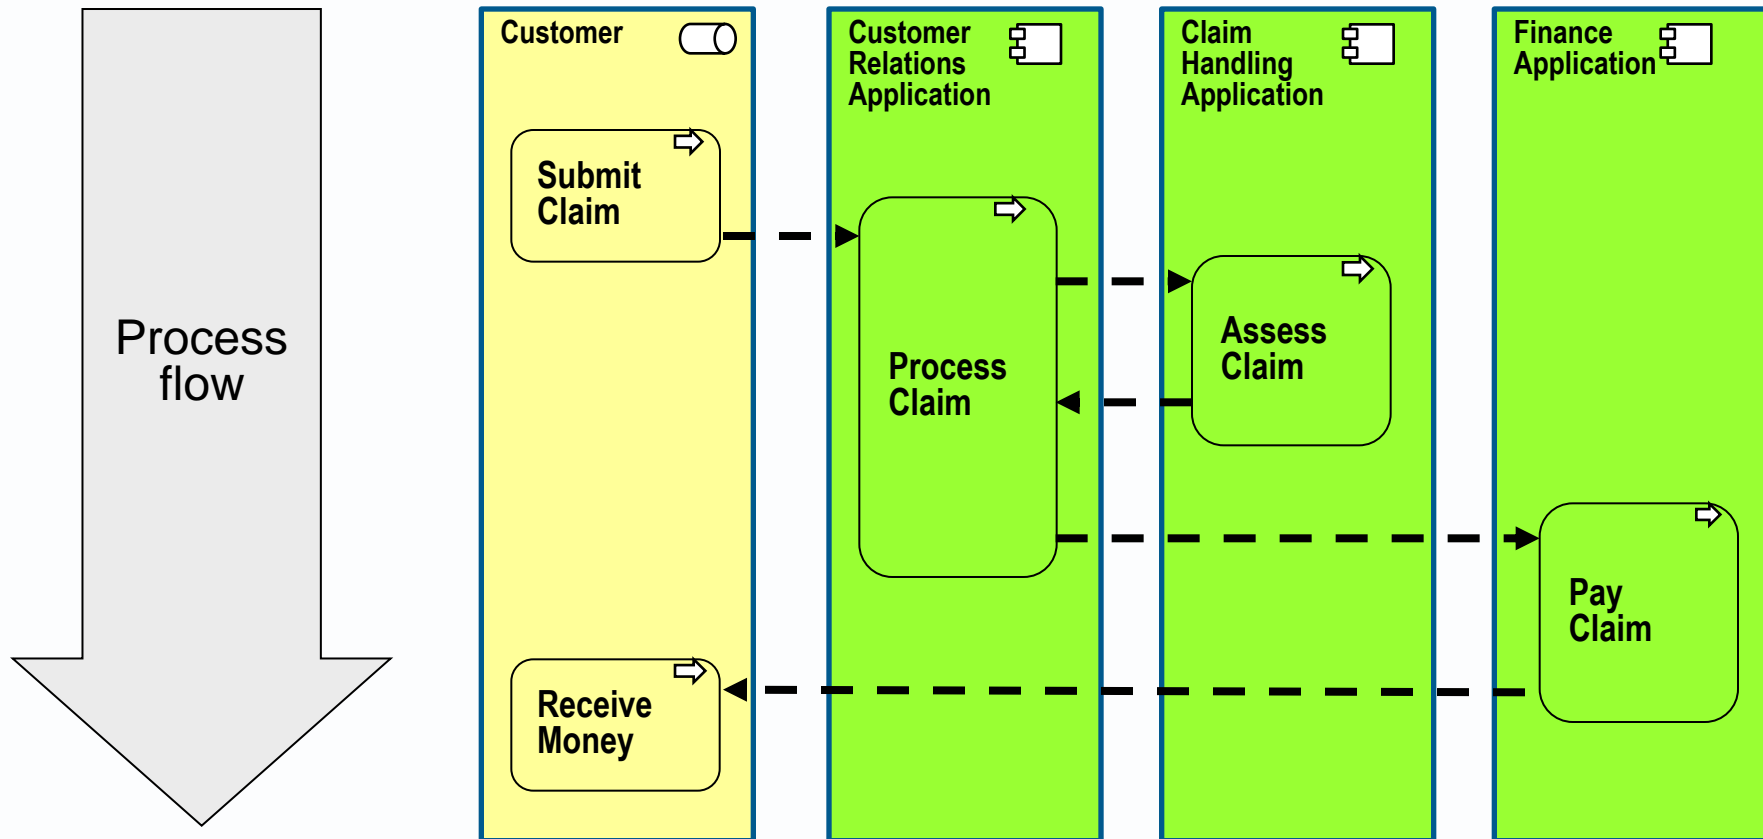 Process
flow
Customer
Submit
Claim
Receive
Money
Customer
Relations
Application
Process
Claim
Claim
Handling
Application
Assess
Claim
Finance
Application
Pay
Claim